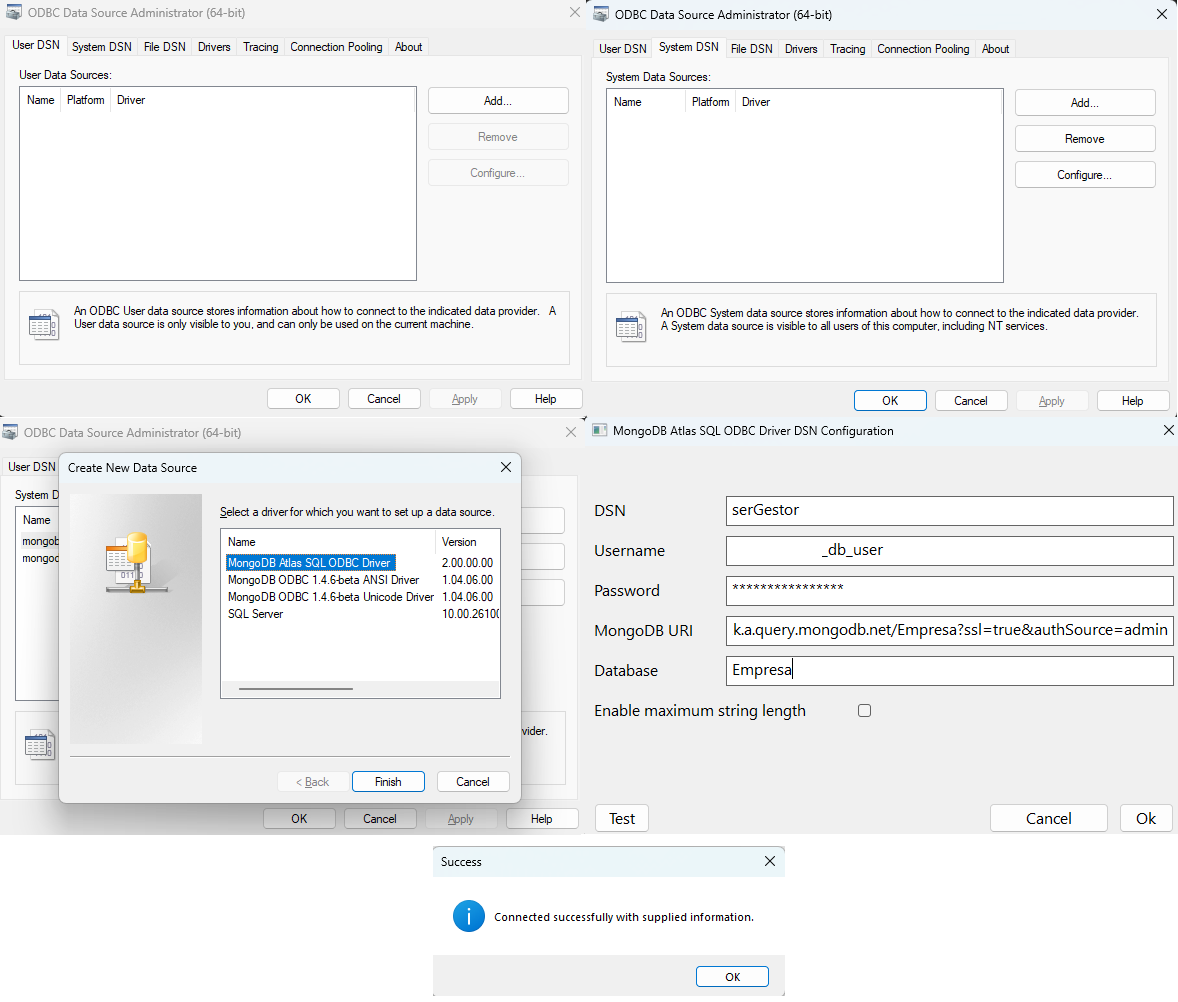 ODBC Data Source Administrator (64-bit)
User DSN System DSN File DSN Drivers Tracing Connection Pooling About
User Data Sources:
Name Platform Driver
Add...
Remove
Configure...
An ODBC User data source stores information about how to connect to the indicated data provider. A
User data source is only visible to you, and can only be used on the current machine.
OK Cancel Apply Help
ODBC Data Source Administrator (64-bit)
User DSN System DSN File DSN Drivers Tracing Connection Pooling About
System Data Sources:
Name Platform Driver
Add...
Remove
Configure...
An ODBC System data source stores information about how to connect to the indicated data provider.
A System data source is visible to all users of this computer, including NT services.
OK Cancel Apply Help
ODBC Data Source Administrator (64-bit)
User DSN
System D
Name
mongob
mongoc
vider.
OK Cancel Apply Help
Create New Data Source
Select a driver for which you want to set up a data source.
Name Version
MongoDB Atlas SQL ODBC Driver 2.00.00.00
MongoDB ODBC 1.4.6-beta ANSI Driver 1.04.06.00
MongoDB ODBC 1.4.6-beta Unicode Driver 1.04.06.00
SQL Server 10.00.26100
< Back Finish Cancel
MongoDB Atlas SQL ODBC Driver DSN Configuration
DSN serGestor
Username _db_user
Password ****************
MongoDB URI k.a.query.mongodb.net/Empresa?ssl=true&authSource=admin
Database Empresa
Enable maximum string length
Test Cancel Ok
Success
Connected successfully with supplied information.
OK